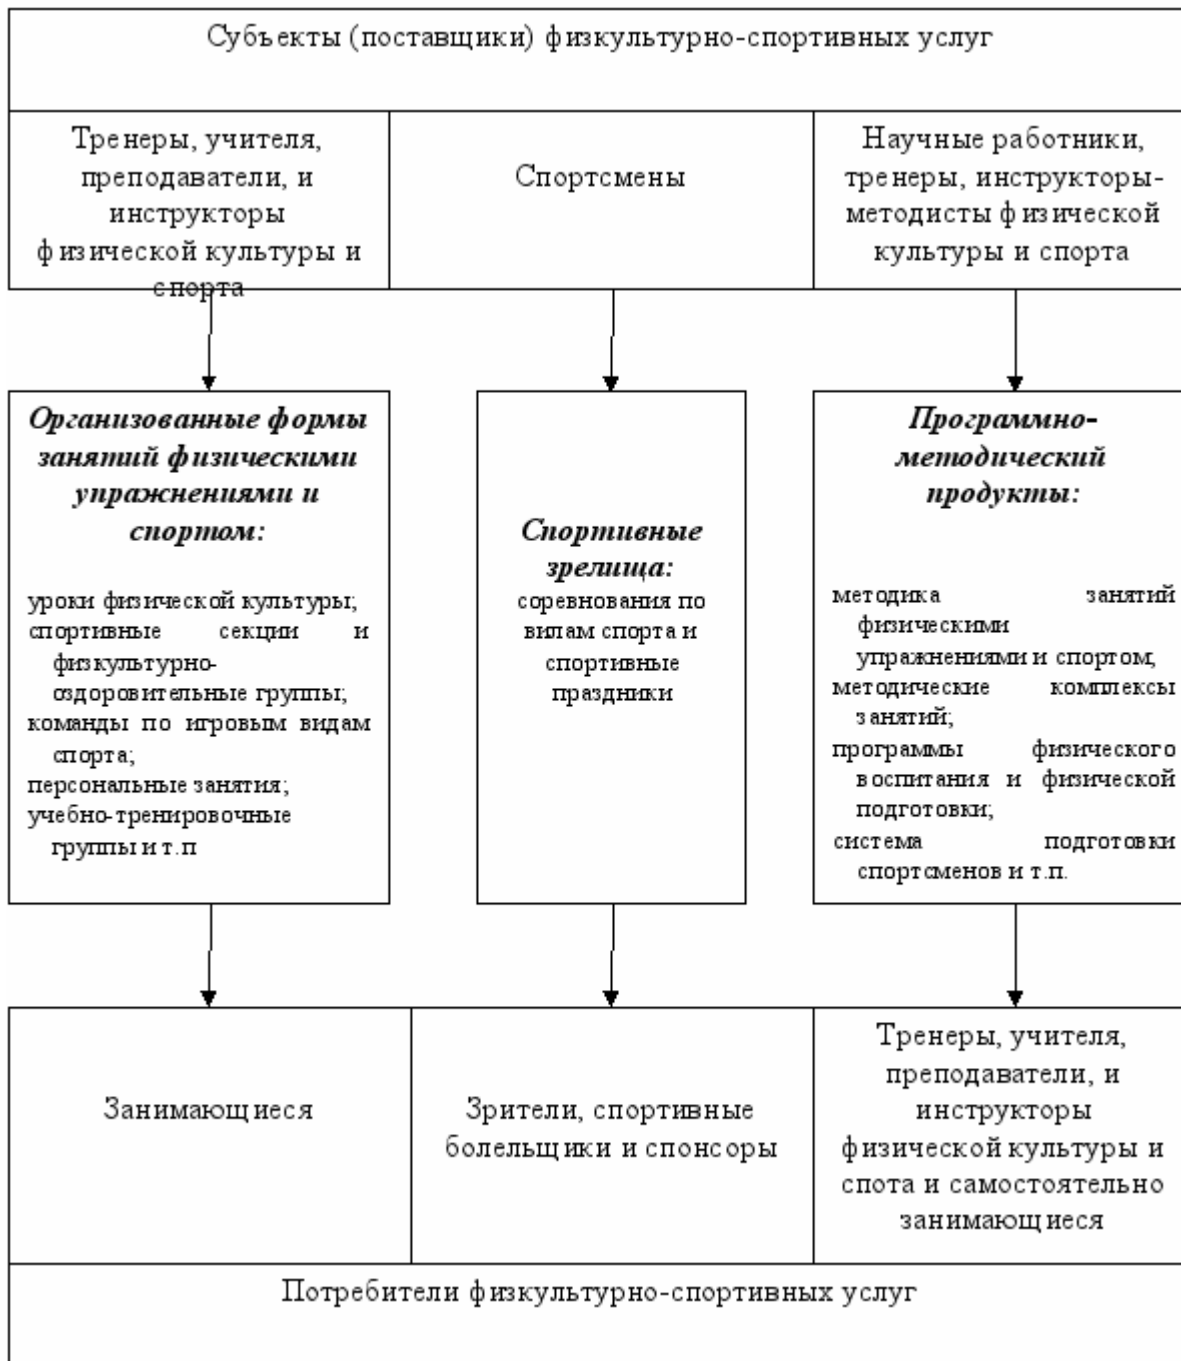 Субъекты (поставщики) физкультурно-спортивных услуг
Тренеры, учителя,
преподаватели, и
инструкторы
физической культуры и
спорта
Спортсмены
Научные работники,
тренеры, инструкторы-
методисты физической
культуры и спорта
Организованные формы
занятий физическими
упражнениями и
спортом:
уроки физической культуры;
спортивные секции и
физкультурно-
оздоровительные группы;
команды по игровым видам
спорта;
персональные занятия;
учебно-тренировочные
группы и т.п
Спортивные
зрелища:
соревнования по
вилам спорта и
спортивные
праздники
Программно-
методический
продукты:
методика занятий
физическими
упражнениями и спортом;
методические комплексы
занятий;
программы физического
воспитания и физической
подготовки;
система подготовки
спортсменов и т.п.
Занимающиеся
Зрители, спортивные
болельщики и спонсоры
Тренеры, учителя,
преподаватели, и
инструкторы
физической культуры и
спота и самостоятельно
занимающиеся
Потребители физкультурно-спортивных услуг